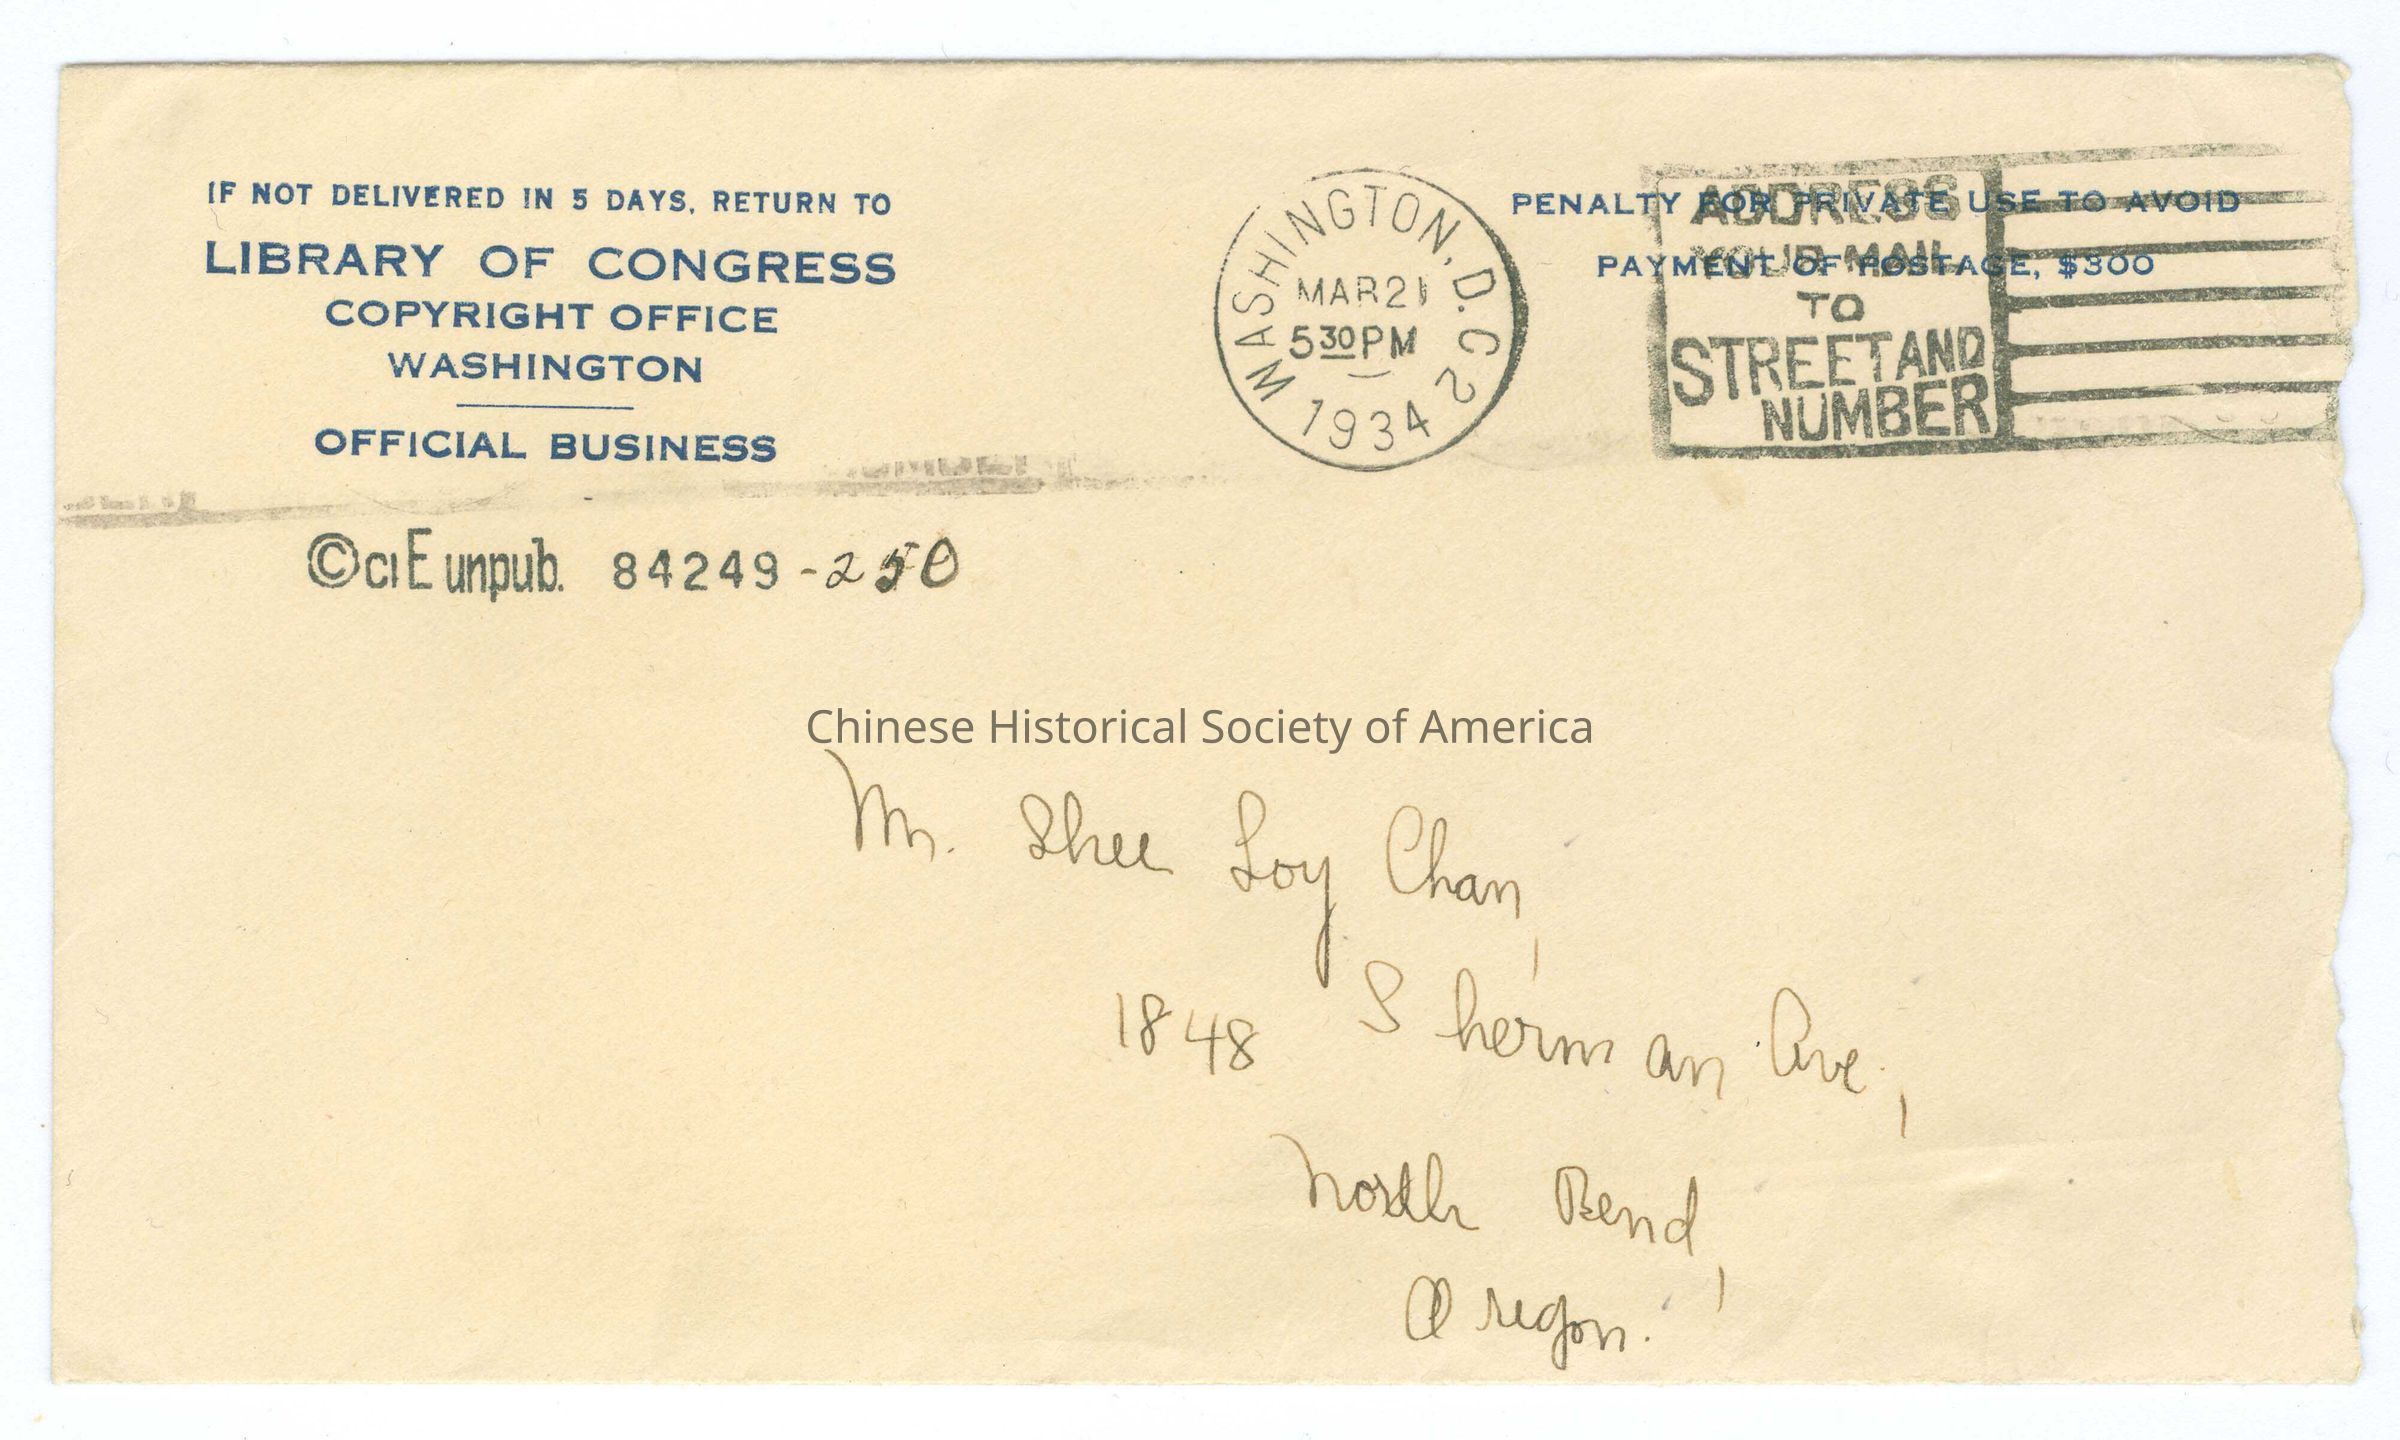 IF NOT DELIVERED IN 5 DAYS, RETURN TO
LIBRARY OF CONGRESS
COPYRIGHT OFFICE
WASHINGTON
OFFICIAL BUSINESS
WASHINGTON, D.C. 2
MAR 21
5 30 PM
1934
PENALTY FOR PRIVATE USE TO AVOID
PAYMENT OF POSTAGE, $300
ADDRESS
YOUR MAIL
TO
STREET AND
NUMBER
© Cl E unpub. 84249 - 250
Chinese Historical Society of America
Mr. Shee Loy Chan,
1848 Sherman Ave.,
North Bend,
Oregon.